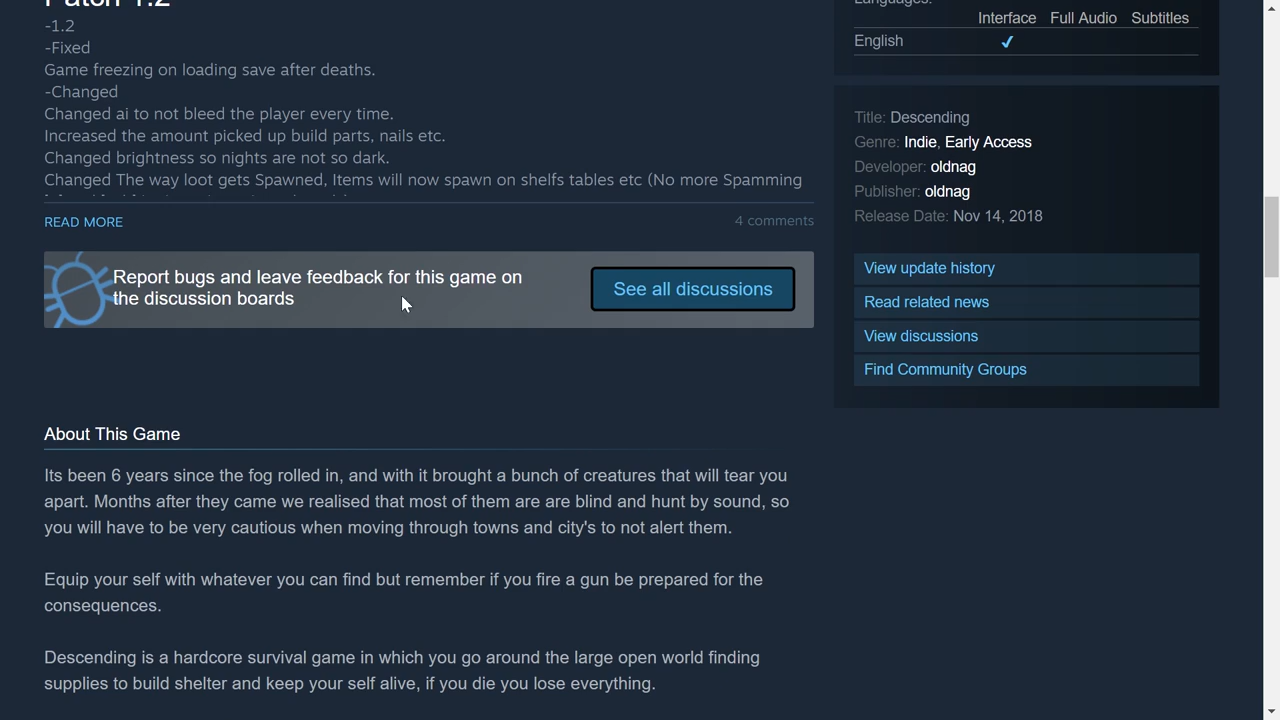 Patch 1.2
-1.2
-Fixed
Game freezing on loading save after deaths.
-Changed
Changed ai to not bleed the player every time.
Increased the amount picked up build parts, nails etc.
Changed brightness so nights are not so dark.
Changed The way loot gets Spawned, Items will now spawn on shelfs tables etc (No more Spamming
READ MORE
4 comments
Report bugs and leave feedback for this game on
the discussion boards
See all discussions
About This Game
Its been 6 years since the fog rolled in, and with it brought a bunch of creatures that will tear you
apart. Months after they came we realised that most of them are are blind and hunt by sound, so
you will have to be very cautious when moving through towns and city's to not alert them.
Equip your self with whatever you can find but remember if you fire a gun be prepared for the
consequences.
Descending is a hardcore survival game in which you go around the large open world finding
supplies to build shelter and keep your self alive, if you die you lose everything.
Languages:
Interface Full Audio Subtitles
English ✔
Title: Descending
Genre: Indie, Early Access
Developer: oldnag
Publisher: oldnag
Release Date: Nov 14, 2018
View update history
Read related news
View discussions
Find Community Groups